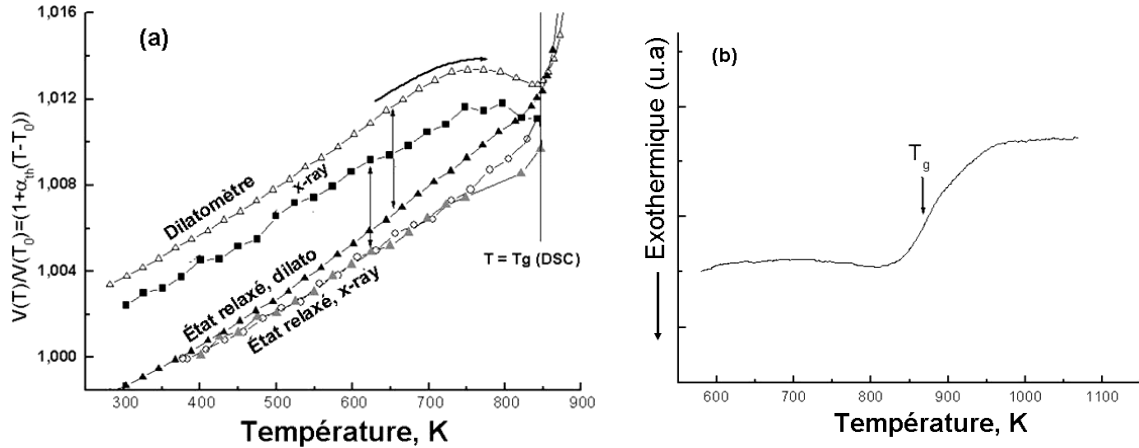 (a)
1,016
1,012
1,008
1,004
1,000
V(T)/V(T₀)=(1+α_th(T-T₀))
Dilatomètre
x-ray
État relaxé, dilato
État relaxé, x-ray
T = Tg (DSC)
300 400 500 600 700 800 900
Température, K
(b)
Exothermique (u.a)
T_g
600 700 800 900 1000 1100
Température, K